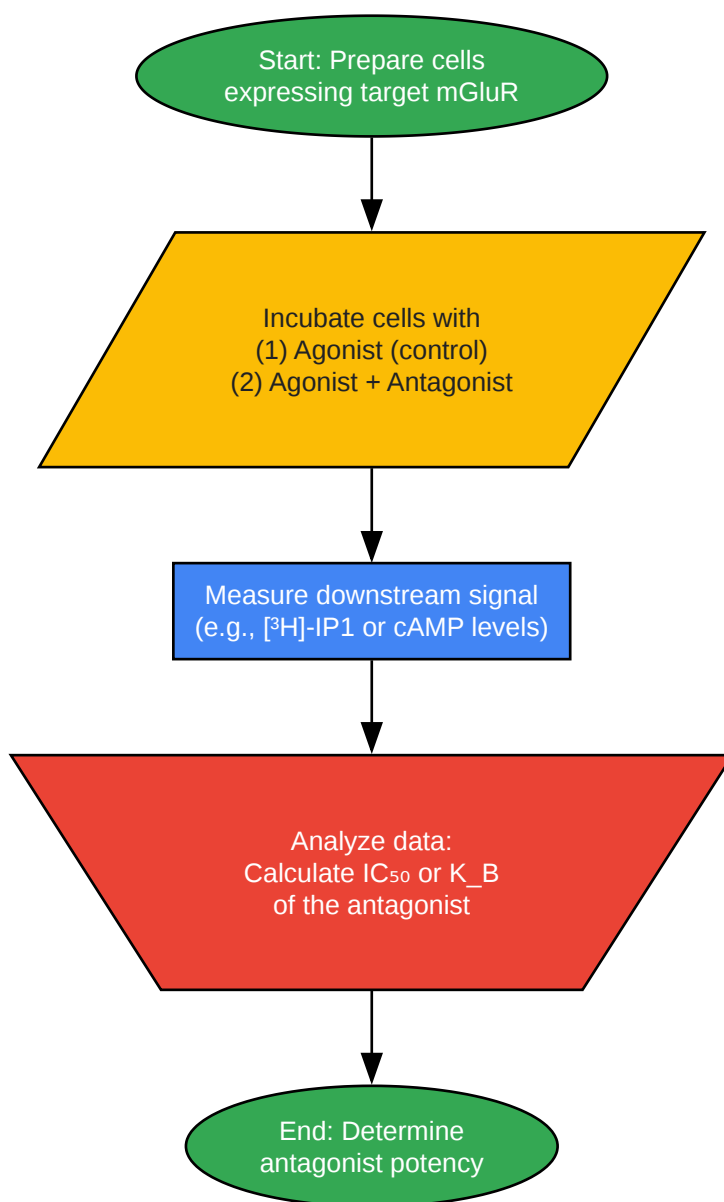 Start: Prepare cells
expressing target mGluR
Incubate cells with
(1) Agonist (control)
(2) Agonist + Antagonist
Measure downstream signal
(e.g., [³H]-IP1 or cAMP levels)
Analyze data:
Calculate IC₅₀ or K_B
of the antagonist
End: Determine
antagonist potency